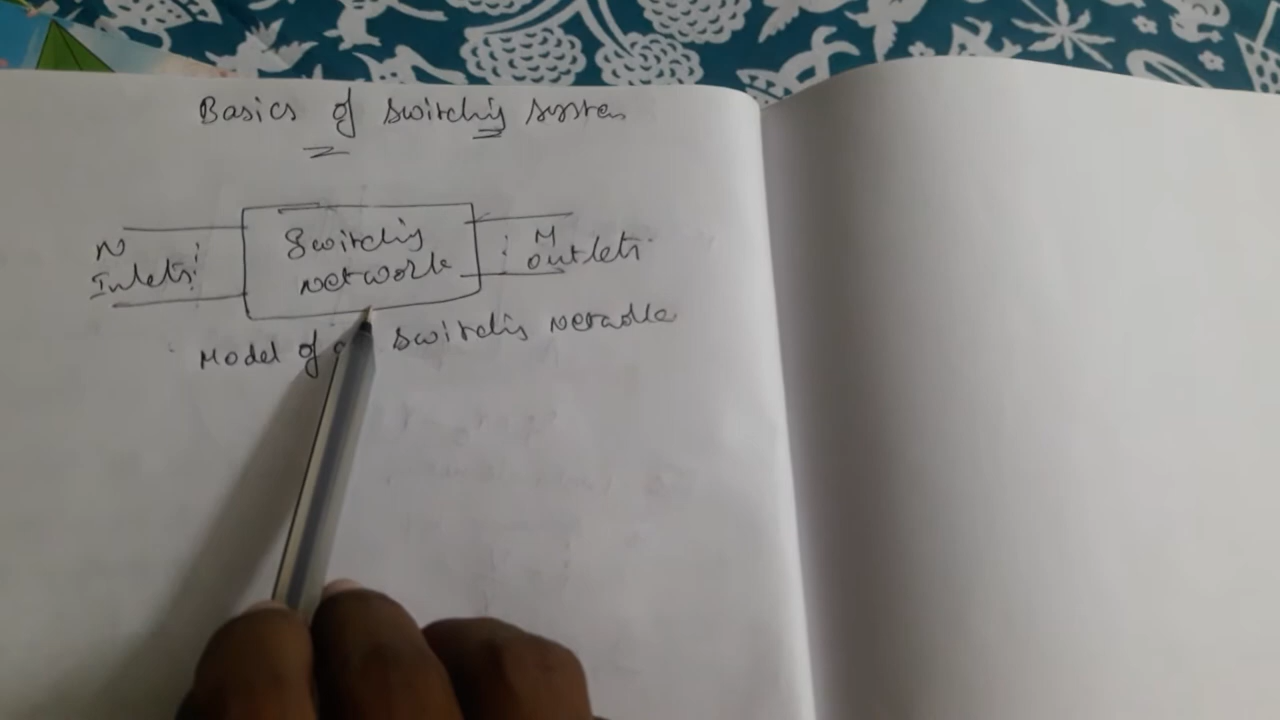 Basics of switching system
N
Inlets
Switching
network
M
outlets
Model of a switching network